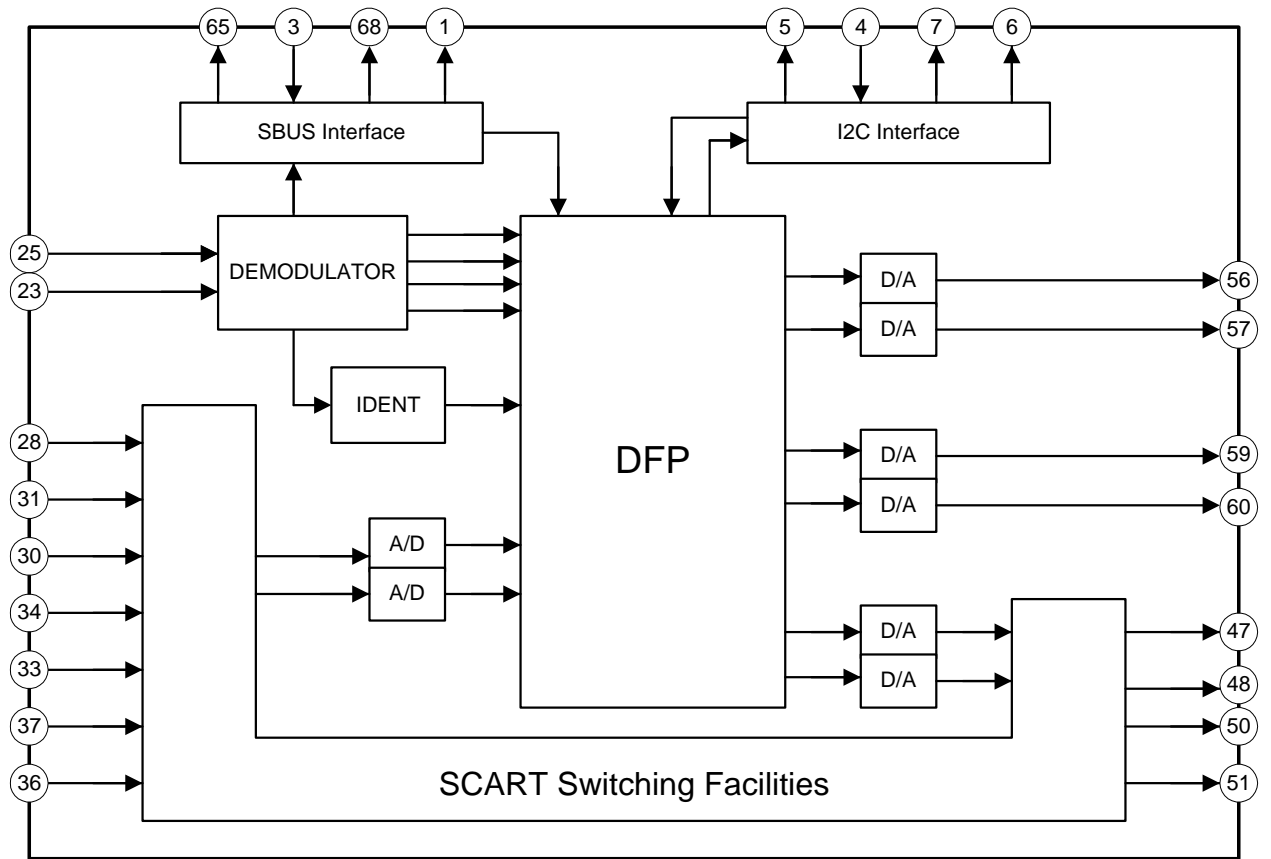 65 3 68 1 5 4 7 6
SBUS Interface
I2C Interface
25
23
DEMODULATOR
IDENT
DFP
D/A
D/A
56
57
28
31
30
34
33
37
36
A/D
A/D
D/A
D/A
59
60
D/A
D/A
47
48
50
51
SCART Switching Facilities